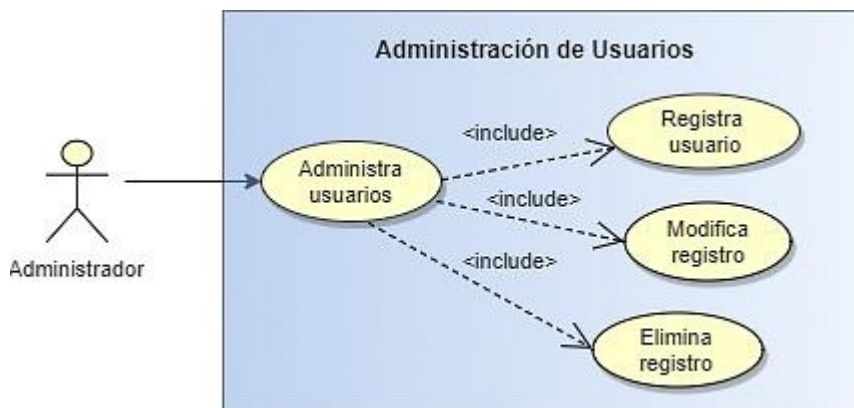 Administración de Usuarios
<include>
Registra
usuario
Administra
usuarios
<include>
Modifica
registro
Administrador
<include>
Elimina
registro